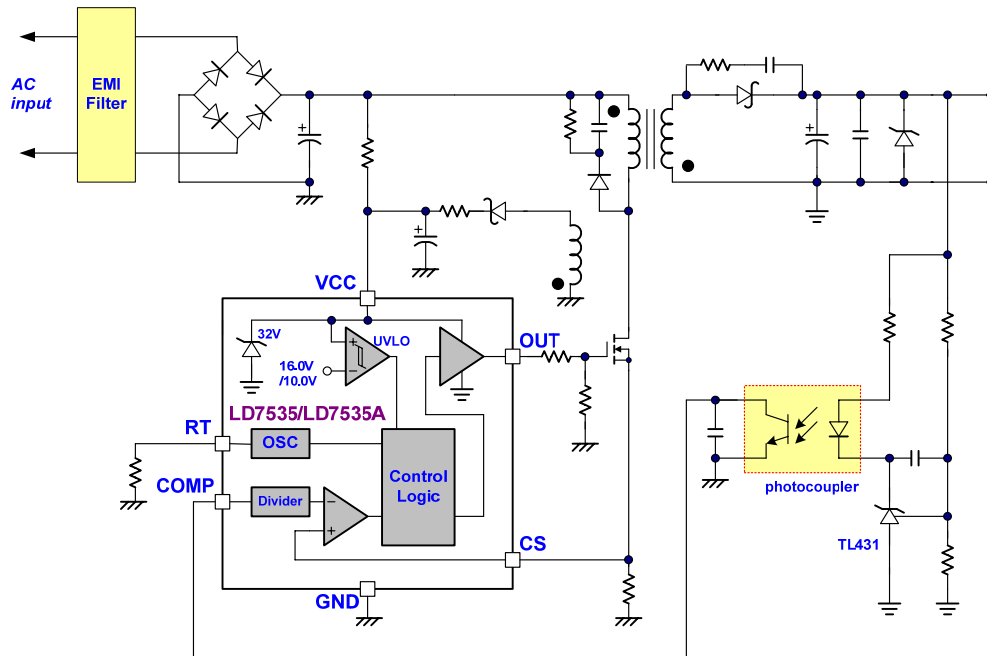 AC
input
EMI
Filter
+
+
+
VCC
32V
UVLO
+
−
16.0V
/10.0V
OUT
LD7535/LD7535A
RT
OSC
COMP
Divider
−
+
Control
Logic
CS
GND
photocoupler
TL431